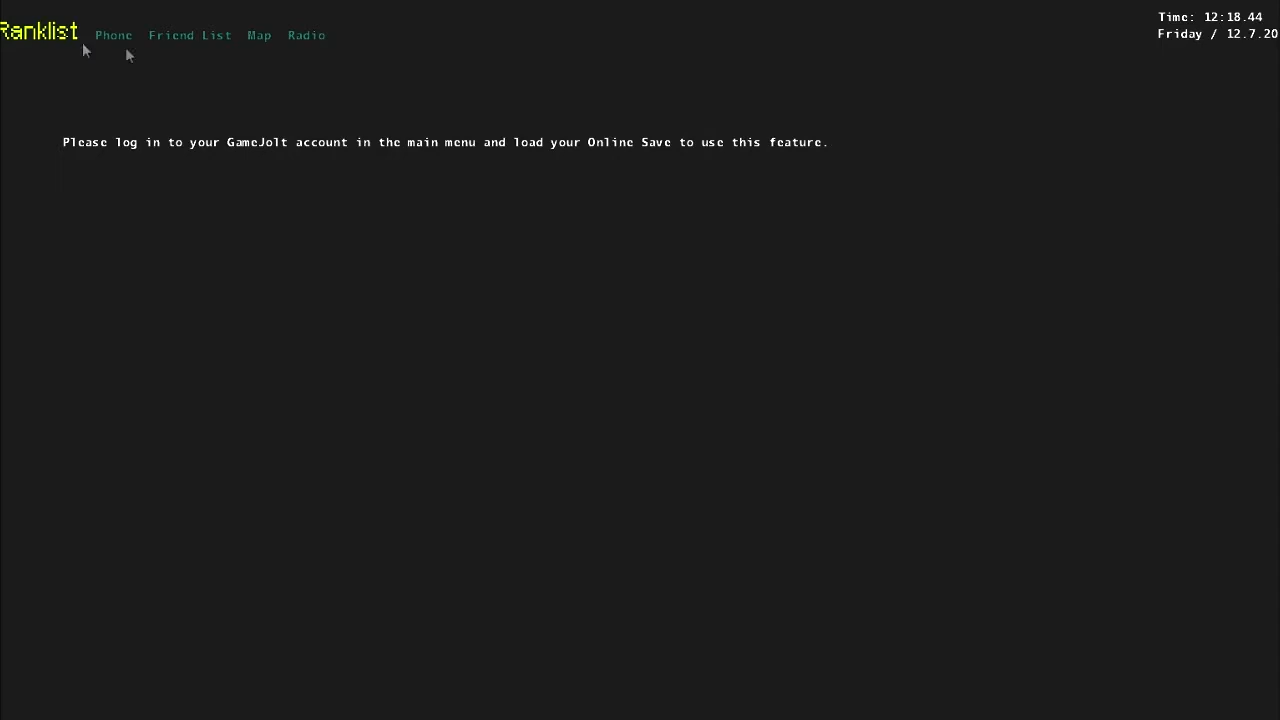 Time: 12:18.44
Ranklist Phone Friend List Map Radio
Friday / 12.7.20
Please log in to your GameJolt account in the main menu and load your Online Save to use this feature.